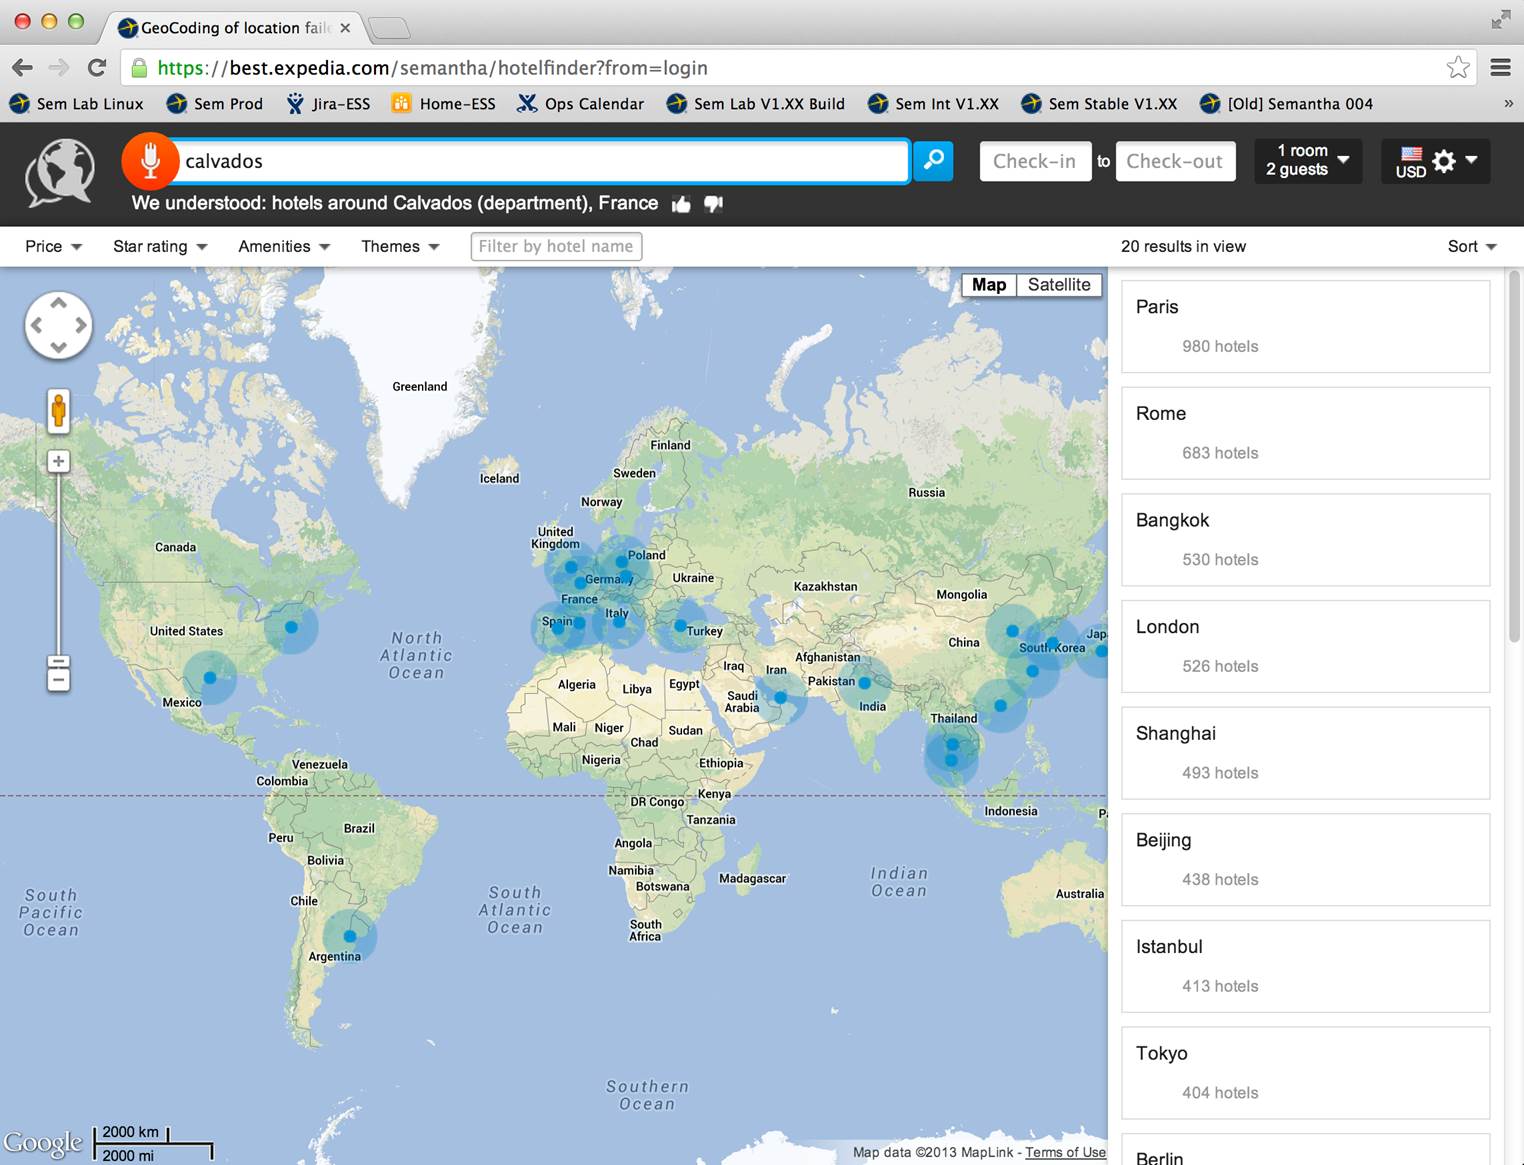 GeoCoding of location faile
https://best.expedia.com/semantha/hotelfinder?from=login
Sem Lab Linux Sem Prod Jira-ESS Home-ESS Ops Calendar Sem Lab V1.XX Build Sem Int V1.XX Sem Stable V1.XX [Old] Semantha 004 »
calvados
Check-in to Check-out
1 room
2 guests
USD
We understood: hotels around Calvados (department), France
Price Star rating Amenities Themes Filter by hotel name 20 results in view Sort
Map Satellite
Greenland
Finland
Iceland
Sweden
Norway
Russia
United
Kingdom
Canada
Poland
Germany
Ukraine
Kazakhstan
Mongolia
France
Italy
Spain
United States
Turkey
North
Atlantic
Ocean
China
South Korea
Jap
Afghanistan
Iraq
Iran
Pakistan
Algeria
Libya
Egypt
Saudi
Arabia
India
Mexico
Mali
Niger
Chad
Sudan
Thailand
Nigeria
Ethiopia
Venezuela
Colombia
Kenya
DR Congo
Tanzania
Indonesia
Pa
Brazil
Peru
Angola
Bolivia
Namibia
Botswana
Madagascar
Indian
Ocean
Australia
South
Pacific
Ocean
Chile
South
Atlantic
Ocean
South
Africa
Argentina
Southern
Ocean
Google
2000 km
2000 mi
Map data ©2013 MapLink - Terms of Use
Paris
980 hotels
Rome
683 hotels
Bangkok
530 hotels
London
526 hotels
Shanghai
493 hotels
Beijing
438 hotels
Istanbul
413 hotels
Tokyo
404 hotels
Berlin